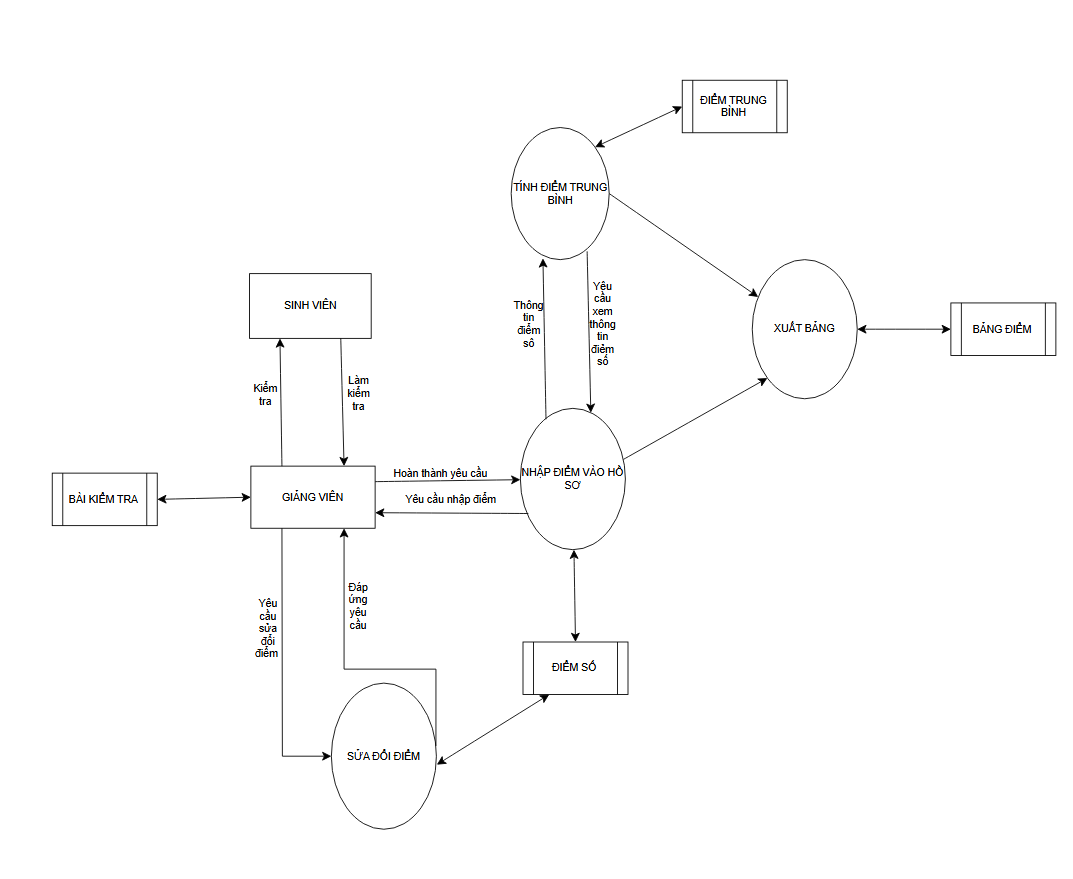 ĐIỂM TRUNG
BÌNH
TÍNH ĐIỂM TRUNG
BÌNH
Thông
tin
điểm
số
Yêu
cầu
xem
thông
tin
điểm
số
SINH VIÊN
XUẤT BẢNG
BẢNG ĐIỂM
Kiểm
tra
Làm
kiểm
tra
BÀI KIỂM TRA
GIẢNG VIÊN
Hoàn thành yêu cầu
Yêu cầu nhập điểm
NHẬP ĐIỂM VÀO HỒ
SƠ
Yêu
cầu
sửa
đổi
điểm
Đáp
ứng
yêu
cầu
ĐIỂM SỐ
SỬA ĐỔI ĐIỂM